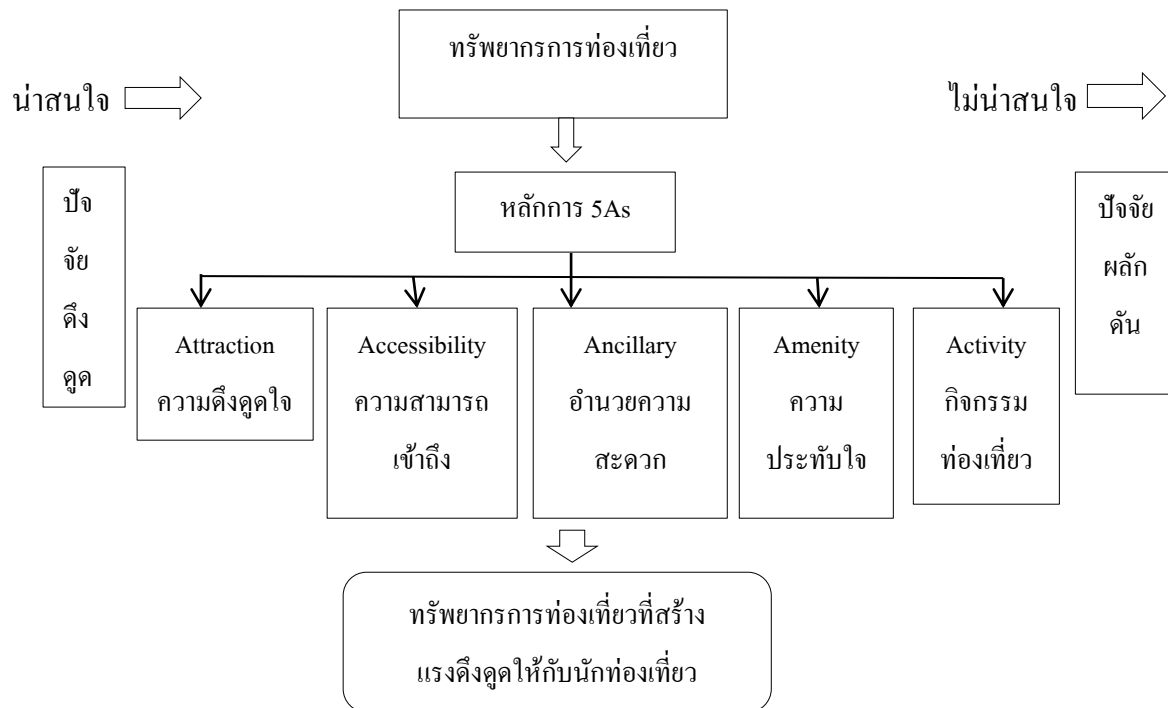 ทรัพยากรการท่องเที่ยว
น่าสนใจ
ไม่น่าสนใจ
หลักการ 5As
ปัจ
จัย
ดึง
ดูด
ปัจจัย
ผลัก
ดัน
Attraction
ความดึงดูดใจ
Accessibility
ความสามารถ
เข้าถึง
Ancillary
อำนวยความ
สะดวก
Amenity
ความ
ประทับใจ
Activity
กิจกรรม
ท่องเที่ยว
ทรัพยากรการท่องเที่ยวที่สร้าง
แรงดึงดูดให้กับนักท่องเที่ยว